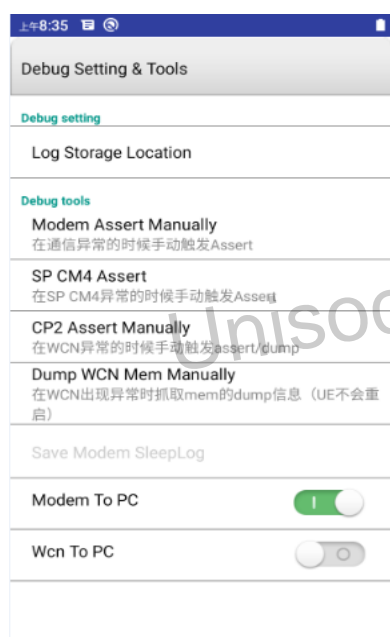 上午8:35
Debug Setting & Tools
Debug setting
Log Storage Location
Debug tools
Modem Assert Manually
在通信异常的时候手动触发Assert
SP CM4 Assert
在SP CM4异常的时候手动触发Assert
CP2 Assert Manually
在WCN异常的时候手动触发assert/dump
Dump WCN Mem Manually
在WCN出现异常时抓取mem的dump信息（UE不会重
启）
Save Modem SleepLog
Modem To PC
Wcn To PC
Unisoc